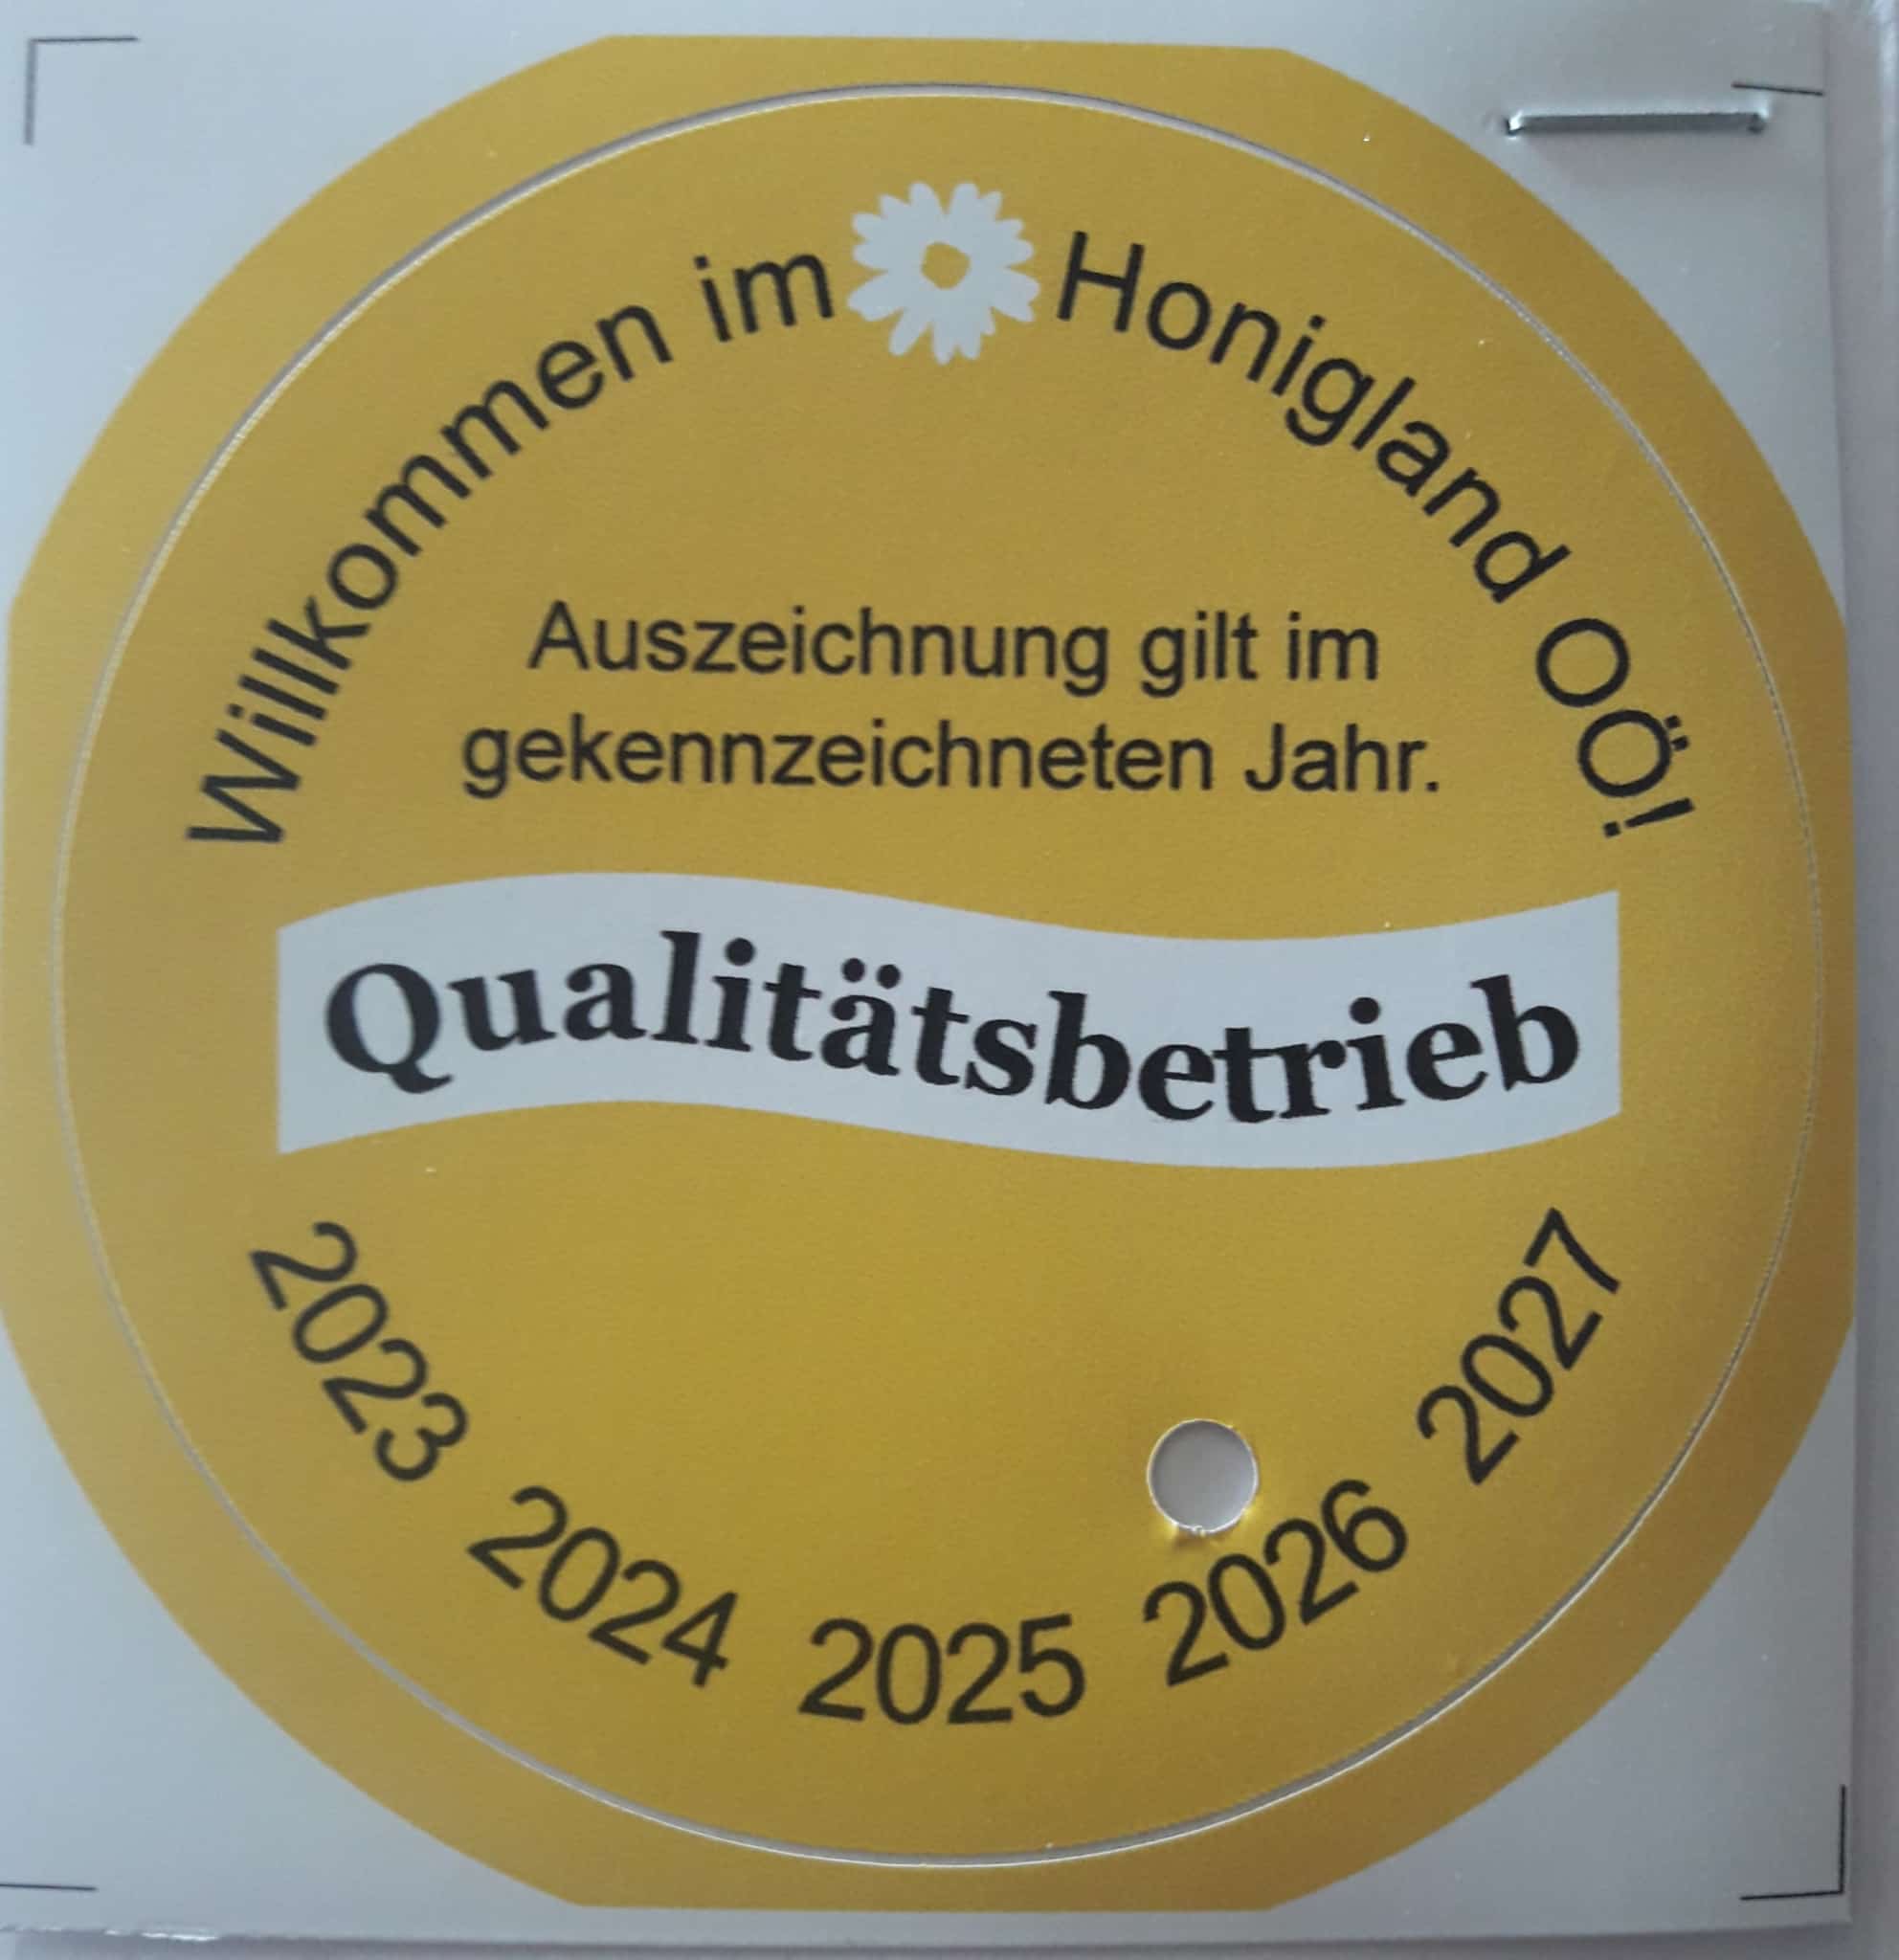 Willkommen im Honigland OÖ!
Auszeichnung gilt im
gekennzeichneten Jahr.
Qualitätsbetrieb
2023 2024 2025 2026 2027